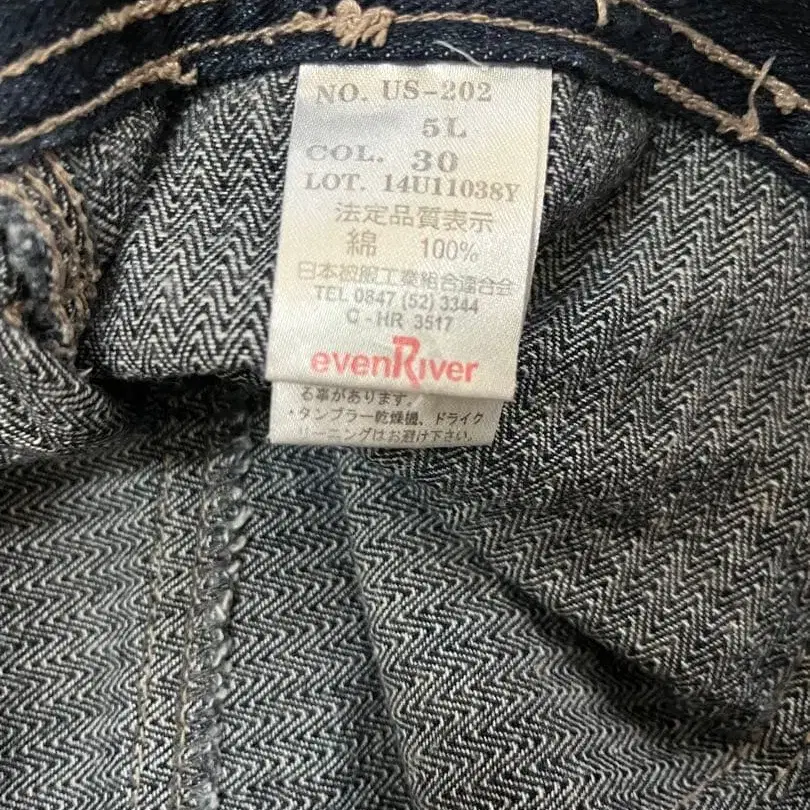 NO. US-202
5L
COL. 30
LOT. 14U11038Y
法定品質表示
綿 100%
日本被服工業組合連合会
TEL 0847 (52) 3344
C - HR 3517
evenRiver
る事があります。
・タンブラー乾燥機、ドライク
リーニングはお避け下さい。